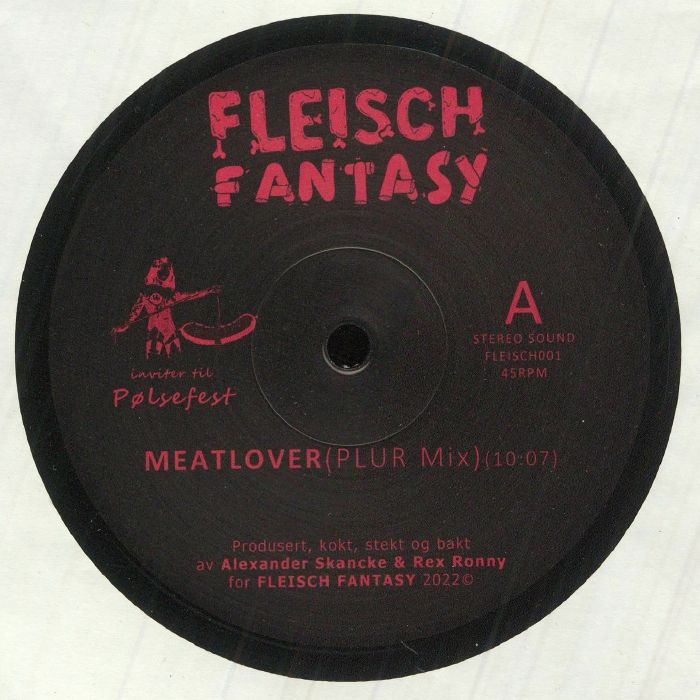 FLEISCH
FANTASY
inviter til
Pølsefest
A
STEREO SOUND
FLEISCH001
45RPM
MEATLOVER(PLUR Mix)(10:07)
Produsert, kokt, stekt og bakt
av Alexander Skancke & Rex Ronny
for FLEISCH FANTASY 2022©